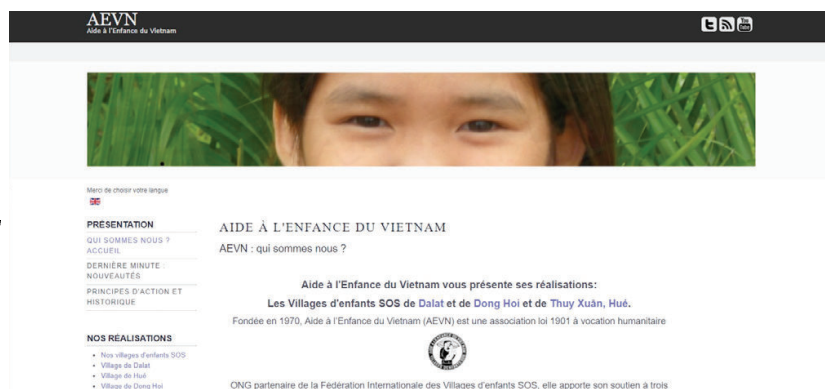 AEVN
Aide à l'Enfance du Vietnam
You
Tube
Merci de choisir votre langue
PRÉSENTATION
QUI SOMMES NOUS ?
ACCUEIL
DERNIÈRE MINUTE :
NOUVEAUTÉS
PRINCIPES D'ACTION ET
HISTORIQUE
NOS RÉALISATIONS
Nos villages d'enfants SOS
Village de Dalat
Village de Hué
Village de Dong Hoi
AIDE À L'ENFANCE DU VIETNAM
AEVN : qui sommes nous ?
Aide à l'Enfance du Vietnam vous présente ses réalisations:
Les Villages d'enfants SOS de Dalat et de Dong Hoi et de Thuy Xuân, Hué.
Fondée en 1970, Aide à l'Enfance du Vietnam (AEVN) est une association loi 1901 à vocation humanitaire
ONG partenaire de la Fédération Internationale des Villages d'enfants SOS, elle apporte son soutien à trois